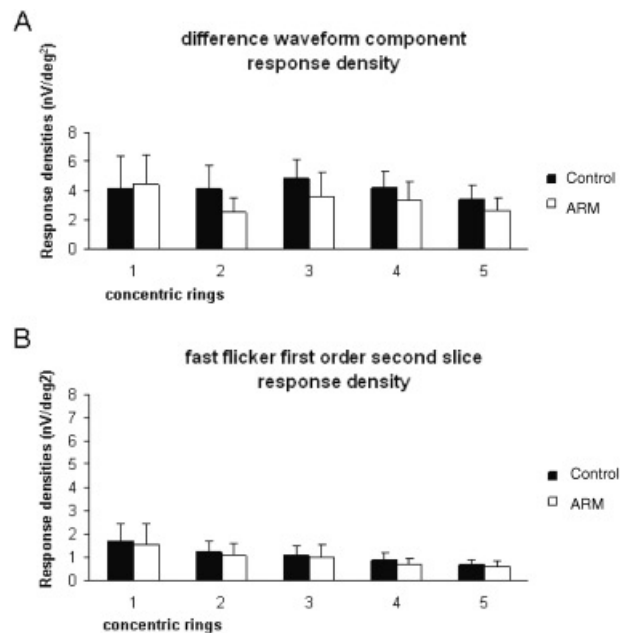 A
difference waveform component
response density
Response densities (nV/deg²)
8
6
4
2
0
1 2 3 4 5
concentric rings
Control
ARM
B
fast flicker first order second slice
response density
Response densities (nV/deg2)
8
7
6
5
4
3
2
1
0
1 2 3 4 5
concentric rings
Control
ARM